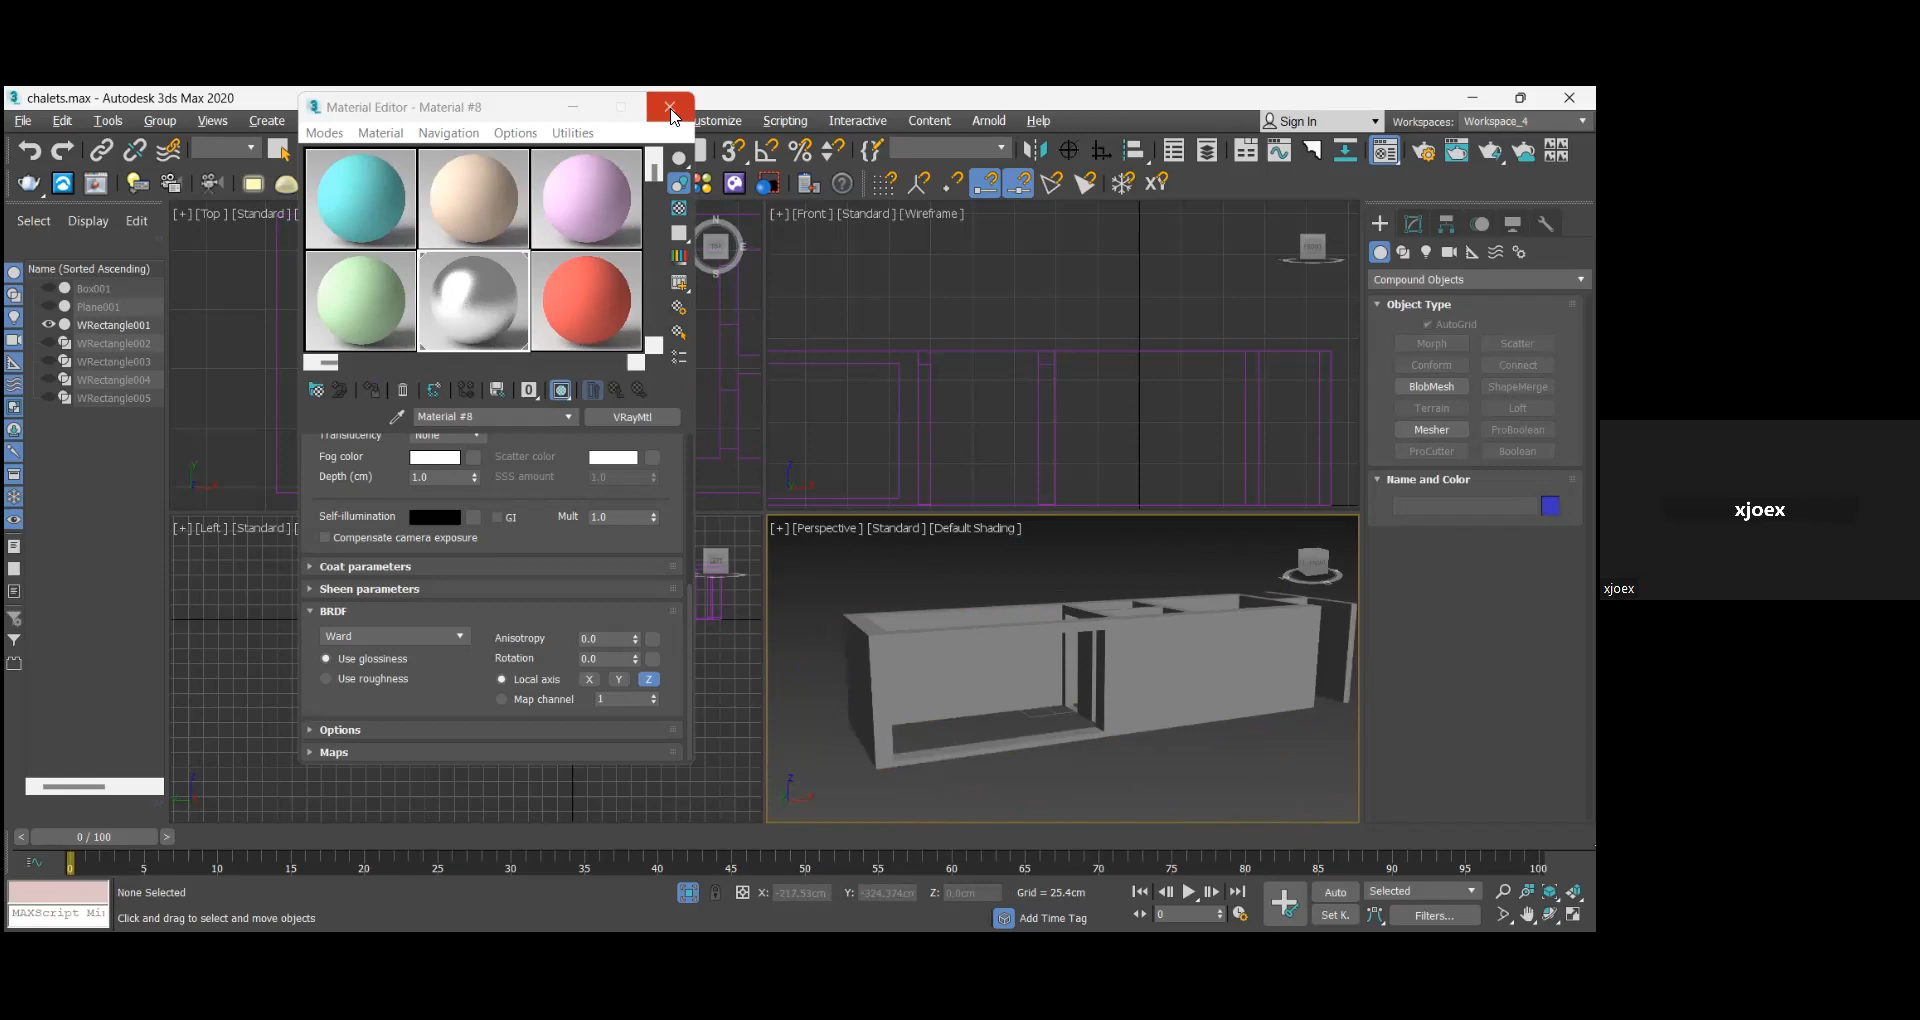 chalets.max - Autodesk 3ds Max 2020
File Edit Tools Group Views Create
Material Editor - Material #8
Modes Material Navigation Options Utilities
ustomize Scripting Interactive Content Arnold Help
Sign In
Workspaces: Workspace_4
Select Display Edit
Name (Sorted Ascending)
Box001
Plane001
WRectangle001
WRectangle002
WRectangle003
WRectangle004
WRectangle005
[+] [Top ] [Standard ] [
[+] [Front ] [Standard ] [Wireframe ]
[+] [Left ] [Standard ] [
[+] [Perspective ] [Standard ] [Default Shading ]
TOP
N
E
S
FRONT
LEFT
Material #8
VRayMtl
Translucency None
Fog color
Scatter color
Depth (cm) 1.0
SSS amount 1.0
Self-illumination
GI
Mult 1.0
Compensate camera exposure
Coat parameters
Sheen parameters
BRDF
Ward
Anisotropy 0.0
Use glossiness
Rotation 0.0
Use roughness
Local axis X Y Z
Map channel 1
Options
Maps
Compound Objects
Object Type
AutoGrid
Morph Scatter
Conform Connect
BlobMesh ShapeMerge
Terrain Loft
Mesher ProBoolean
ProCutter Boolean
Name and Color
xjoex
xjoex
< 0 / 100 >
0 5 10 15 20 25 30 35 40 45 50 55 60 65 70 75 80 85 90 95 100
MAXScript Mi
None Selected
Click and drag to select and move objects
X: -217.53cm Y: -324.374cm Z: 0.0cm Grid = 25.4cm
Add Time Tag
0
Auto
Selected
Set K.
Filters...